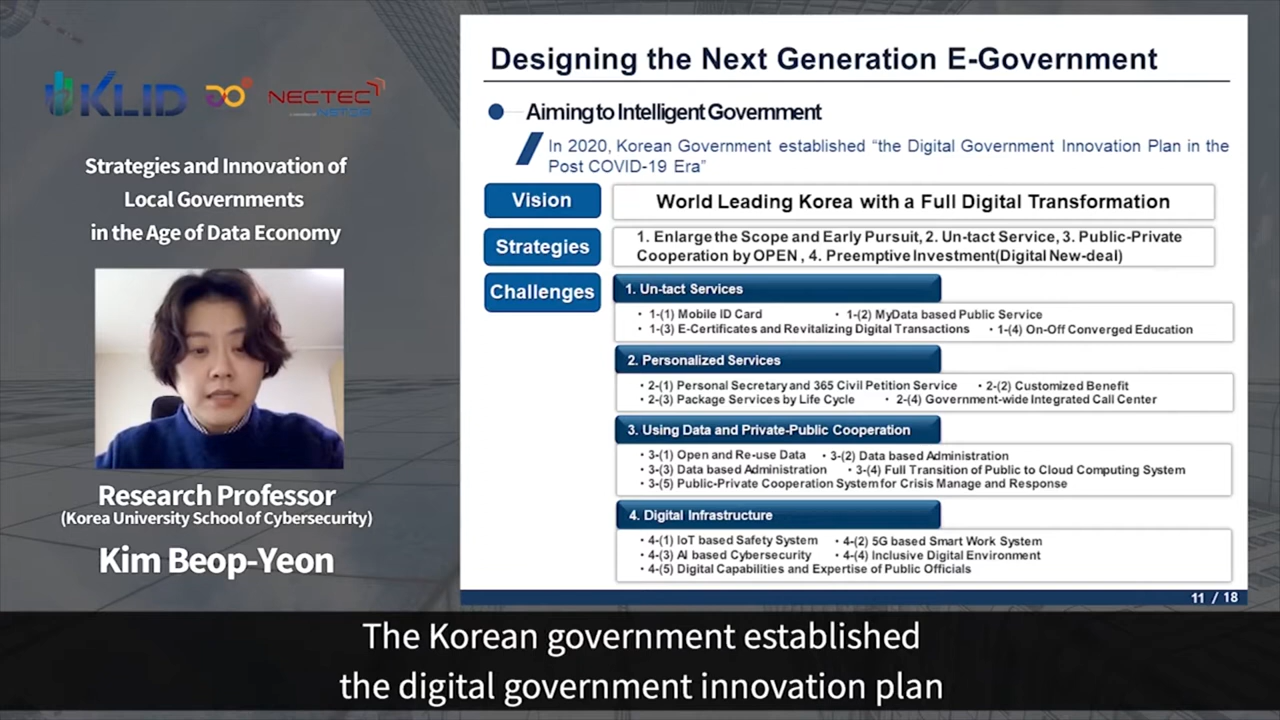 KLID
NECTEC
Strategies and Innovation of
Local Governments
in the Age of Data Economy
Research Professor
(Korea University School of Cybersecurity)
Kim Beop-Yeon
Designing the Next Generation E-Government
Aiming to Intelligent Government
In 2020, Korean Government established “the Digital Government Innovation Plan in the
Post COVID-19 Era”
Vision
World Leading Korea with a Full Digital Transformation
Strategies
1. Enlarge the Scope and Early Pursuit, 2. Un-tact Service, 3. Public-Private
Cooperation by OPEN , 4. Preemptive Investment(Digital New-deal)
Challenges
1. Un-tact Services
· 1-(1) Mobile ID Card · 1-(2) MyData based Public Service
· 1-(3) E-Certificates and Revitalizing Digital Transactions · 1-(4) On-Off Converged Education
2. Personalized Services
· 2-(1) Personal Secretary and 365 Civil Petition Service · 2-(2) Customized Benefit
· 2-(3) Package Services by Life Cycle · 2-(4) Government-wide Integrated Call Center
3. Using Data and Private-Public Cooperation
· 3-(1) Open and Re-use Data · 3-(2) Data based Administration
· 3-(3) Data based Administration · 3-(4) Full Transition of Public to Cloud Computing System
· 3-(5) Public-Private Cooperation System for Crisis Manage and Response
4. Digital Infrastructure
· 4-(1) IoT based Safety System · 4-(2) 5G based Smart Work System
· 4-(3) AI based Cybersecurity · 4-(4) Inclusive Digital Environment
· 4-(5) Digital Capabilities and Expertise of Public Officials
11 / 18
The Korean government established
the digital government innovation plan